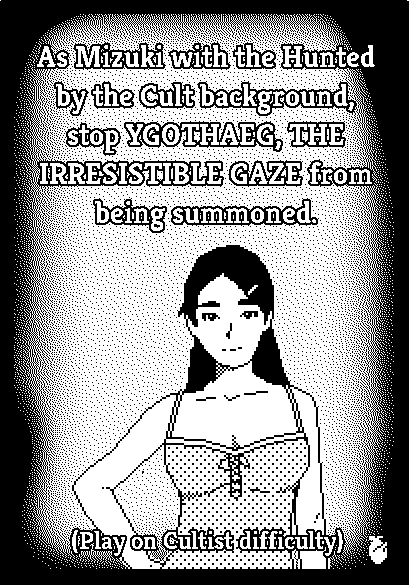 As Mizuki with the Hunted
by the Cult background,
stop YGOTHAEG, THE
IRRESISTIBLE GAZE from
being summoned.
(Play on Cultist difficulty)